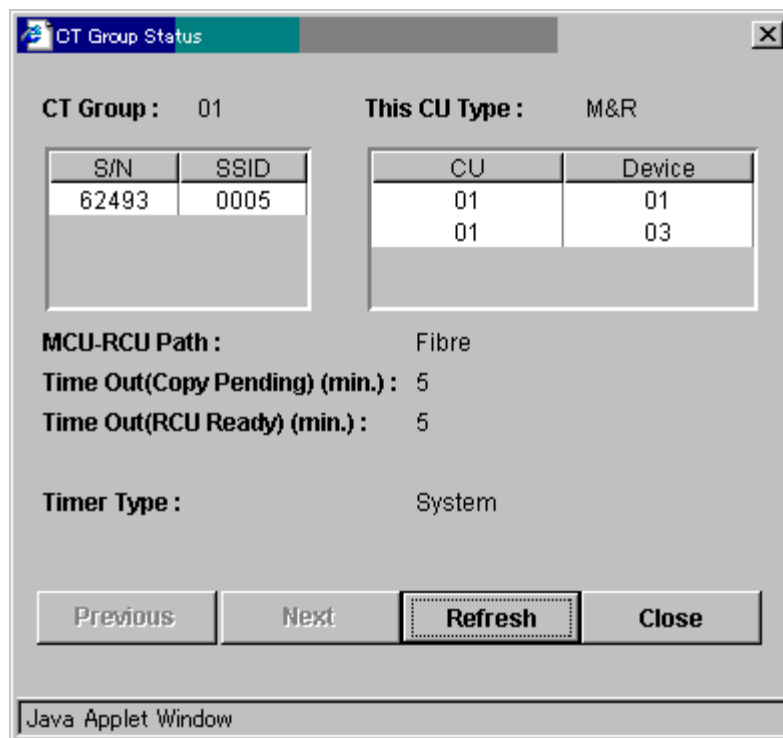 CT Group Status
CT Group : 01 This CU Type : M&R
S/N SSID CU Device
62493 0005 01 01
01 03
MCU-RCU Path : Fibre
Time Out(Copy Pending) (min.) : 5
Time Out(RCU Ready) (min.) : 5
Timer Type : System
Previous Next Refresh Close
Java Applet Window